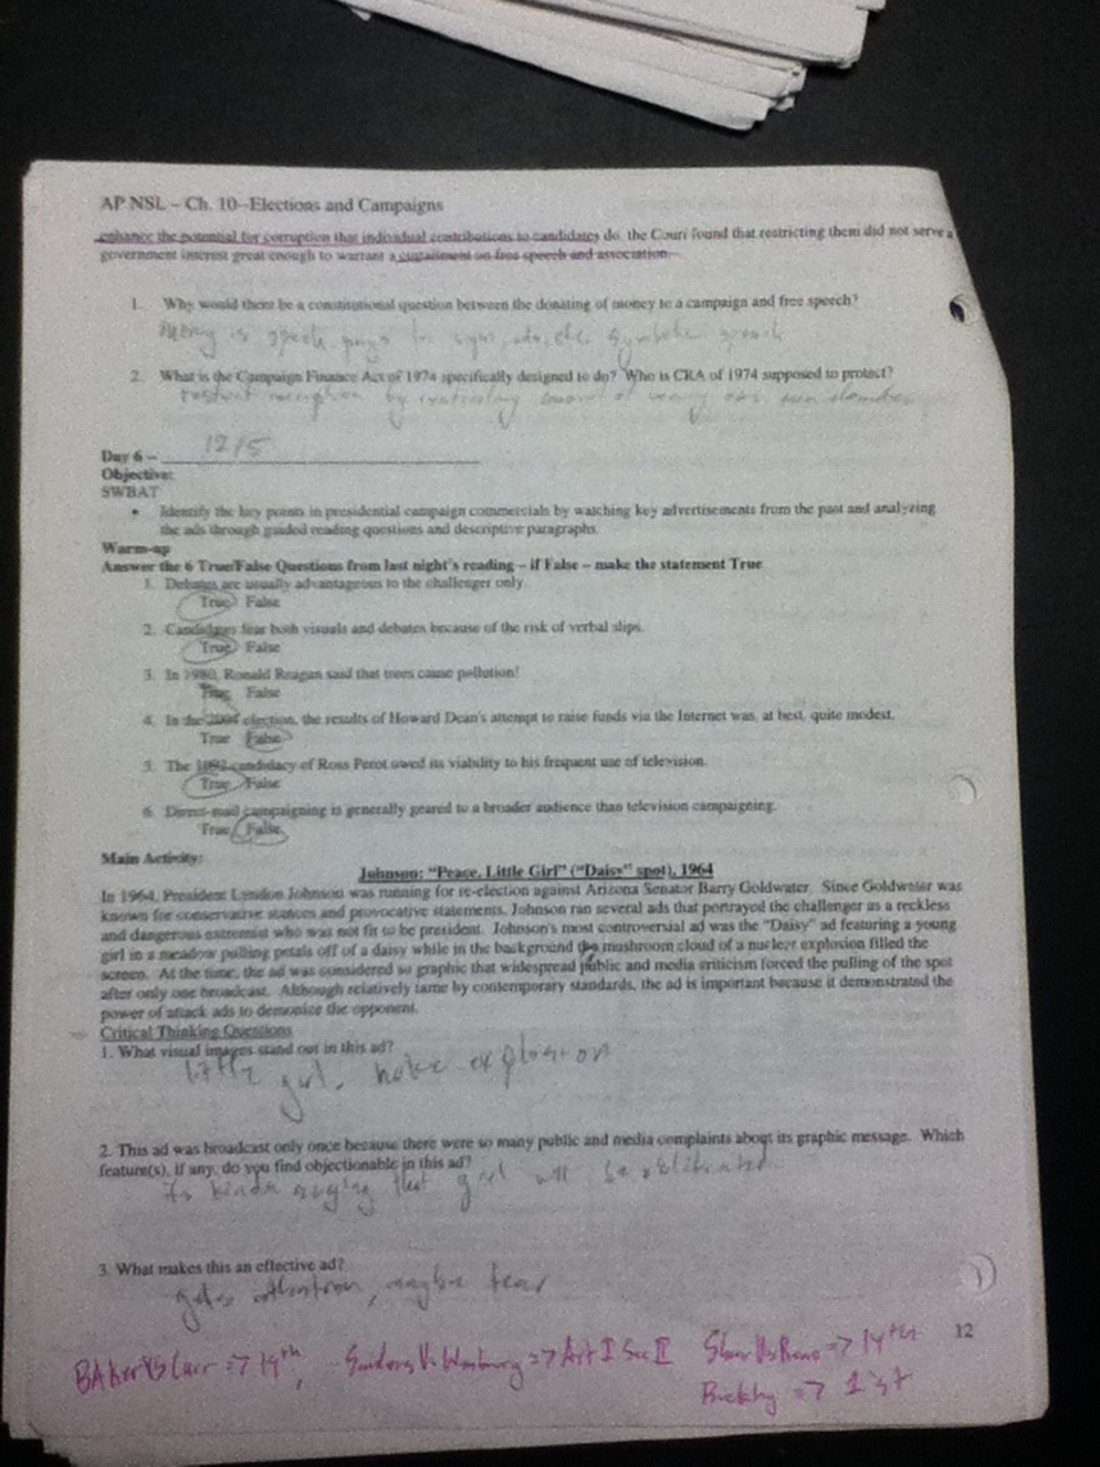 AP NSL – Ch. 10--Elections and Campaigns
enhance the potential for corruption that individual contributions to candidates do, the Court found that restricting them did not serve a
government interest great enough to warrant a curtailment on free speech and association.
1. Why would there be a constitutional question between the donating of money to a campaign and free speech?
Money is speech, pays for signs, ads, etc. symbolic speech
2. What is the Campaign Finance Act of 1974 specifically designed to do? Who is CRA of 1974 supposed to protect?
by amount of money
Day 6 – 12/5
Objective:
SWBAT
• Identify the key points in presidential campaign commercials by watching key advertisements from the past and analyzing
the ads through guided reading questions and descriptive paragraphs.
Warm-up
Answer the 6 True/False Questions from last night's reading – if False – make the statement True
1. Debates are usually advantageous to the challenger only.
True False
2. Candidates fear both visuals and debates because of the risk of verbal slips.
True False
3. In 1980, Ronald Reagan said that trees cause pollution!
True False
4. In the 2004 election, the results of Howard Dean's attempt to raise funds via the Internet was, at best, quite modest.
True False
5. The 1992 candidacy of Ross Perot owed its viability to his frequent use of television.
True False
6. Direct-mail campaigning is generally geared to a broader audience than television campaigning.
True False
Main Activity:
Johnson: "Peace, Little Girl" ("Daisy" spot), 1964
In 1964, President Lyndon Johnson was running for re-election against Arizona Senator Barry Goldwater. Since Goldwater was
known for conservative stances and provocative statements, Johnson ran several ads that portrayed the challenger as a reckless
and dangerous extremist who was not fit to be president. Johnson's most controversial ad was the "Daisy" ad featuring a young
girl in a meadow pulling petals off of a daisy while in the background the mushroom cloud of a nuclear explosion filled the
screen. At the time, the ad was considered so graphic that widespread public and media criticism forced the pulling of the spot
after only one broadcast. Although relatively tame by contemporary standards, the ad is important because it demonstrated the
power of attack ads to demonize the opponent.
Critical Thinking Questions
1. What visual images stand out in this ad?
little girl, nuke explosion
2. This ad was broadcast only once because there were so many public and media complaints about its graphic message. Which
feature(s), if any, do you find objectionable in this ad?
its kinda that girl will be obliterated
3. What makes this an effective ad?
gets attention, maybe fear
12
BAker VS Carr => 14th, => Art I Sec II Shaw Vs Reno => 14th
Buckley => 1st